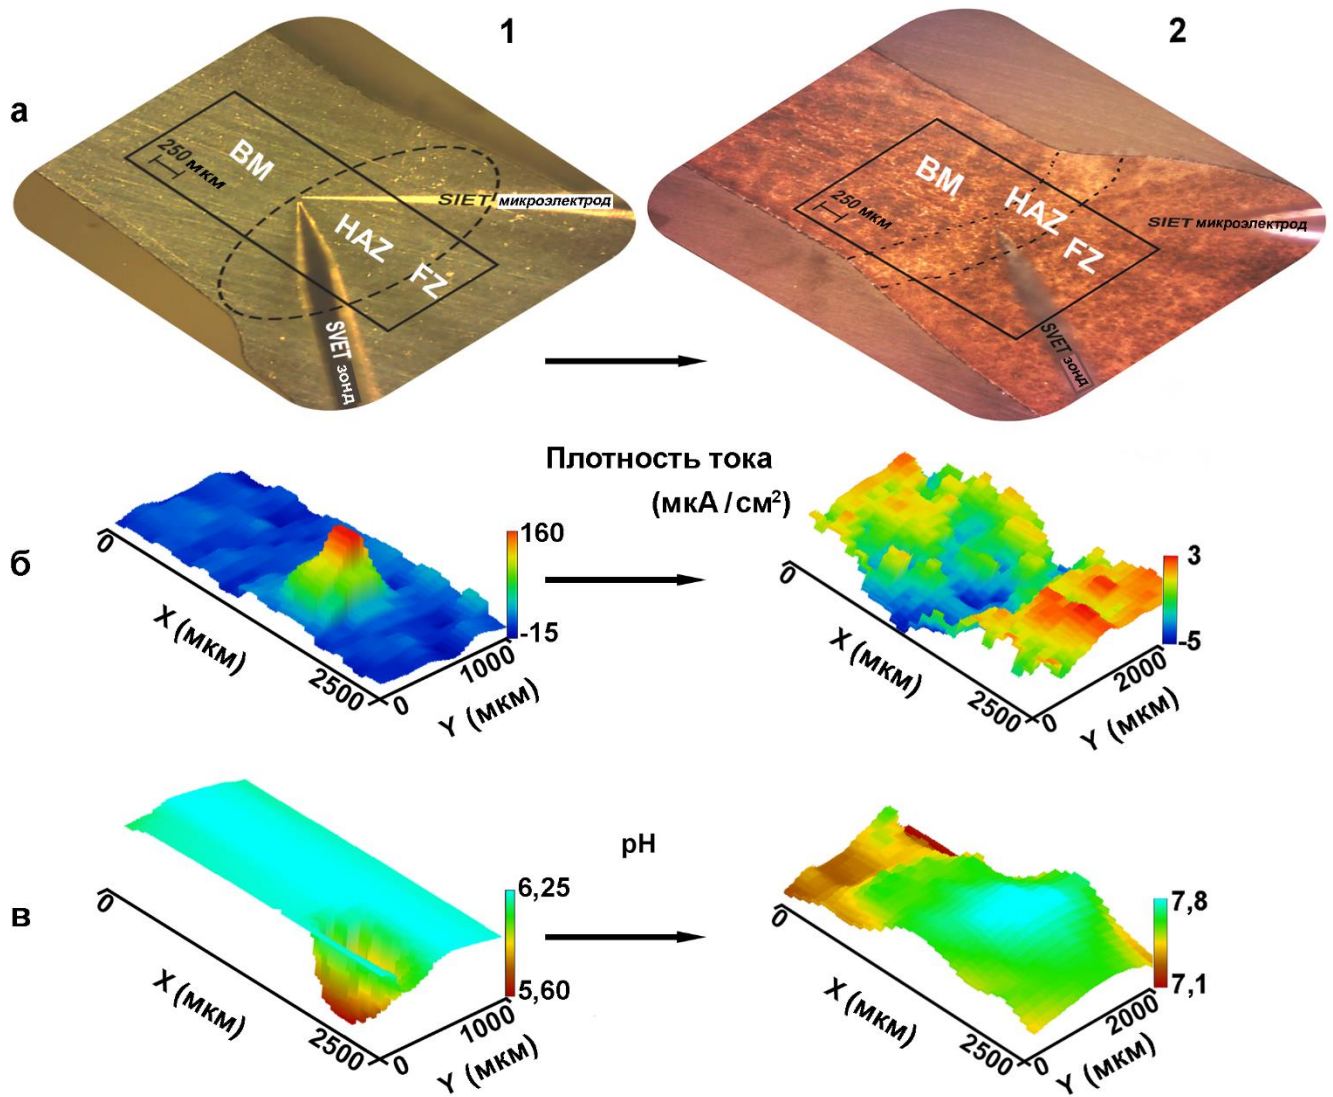 1
2
а
BM
250 мкм
SIET микроэлектрод
HAZ
FZ
SVET зонд
BM
HAZ
250 мкм
FZ
SIET микроэлектрод
SVET зонд
Плотность тока
(мкА / см²)
б
160
-15
0
X (мкм)
2500
0
1000
Y (мкм)
3
-5
0
X (мкм)
2500
0
2000
Y (мкм)
pH
в
6,25
5,60
0
X (мкм)
2500
0
1000
Y (мкм)
7,8
7,1
0
X (мкм)
2500
0
2000
Y (мкм)